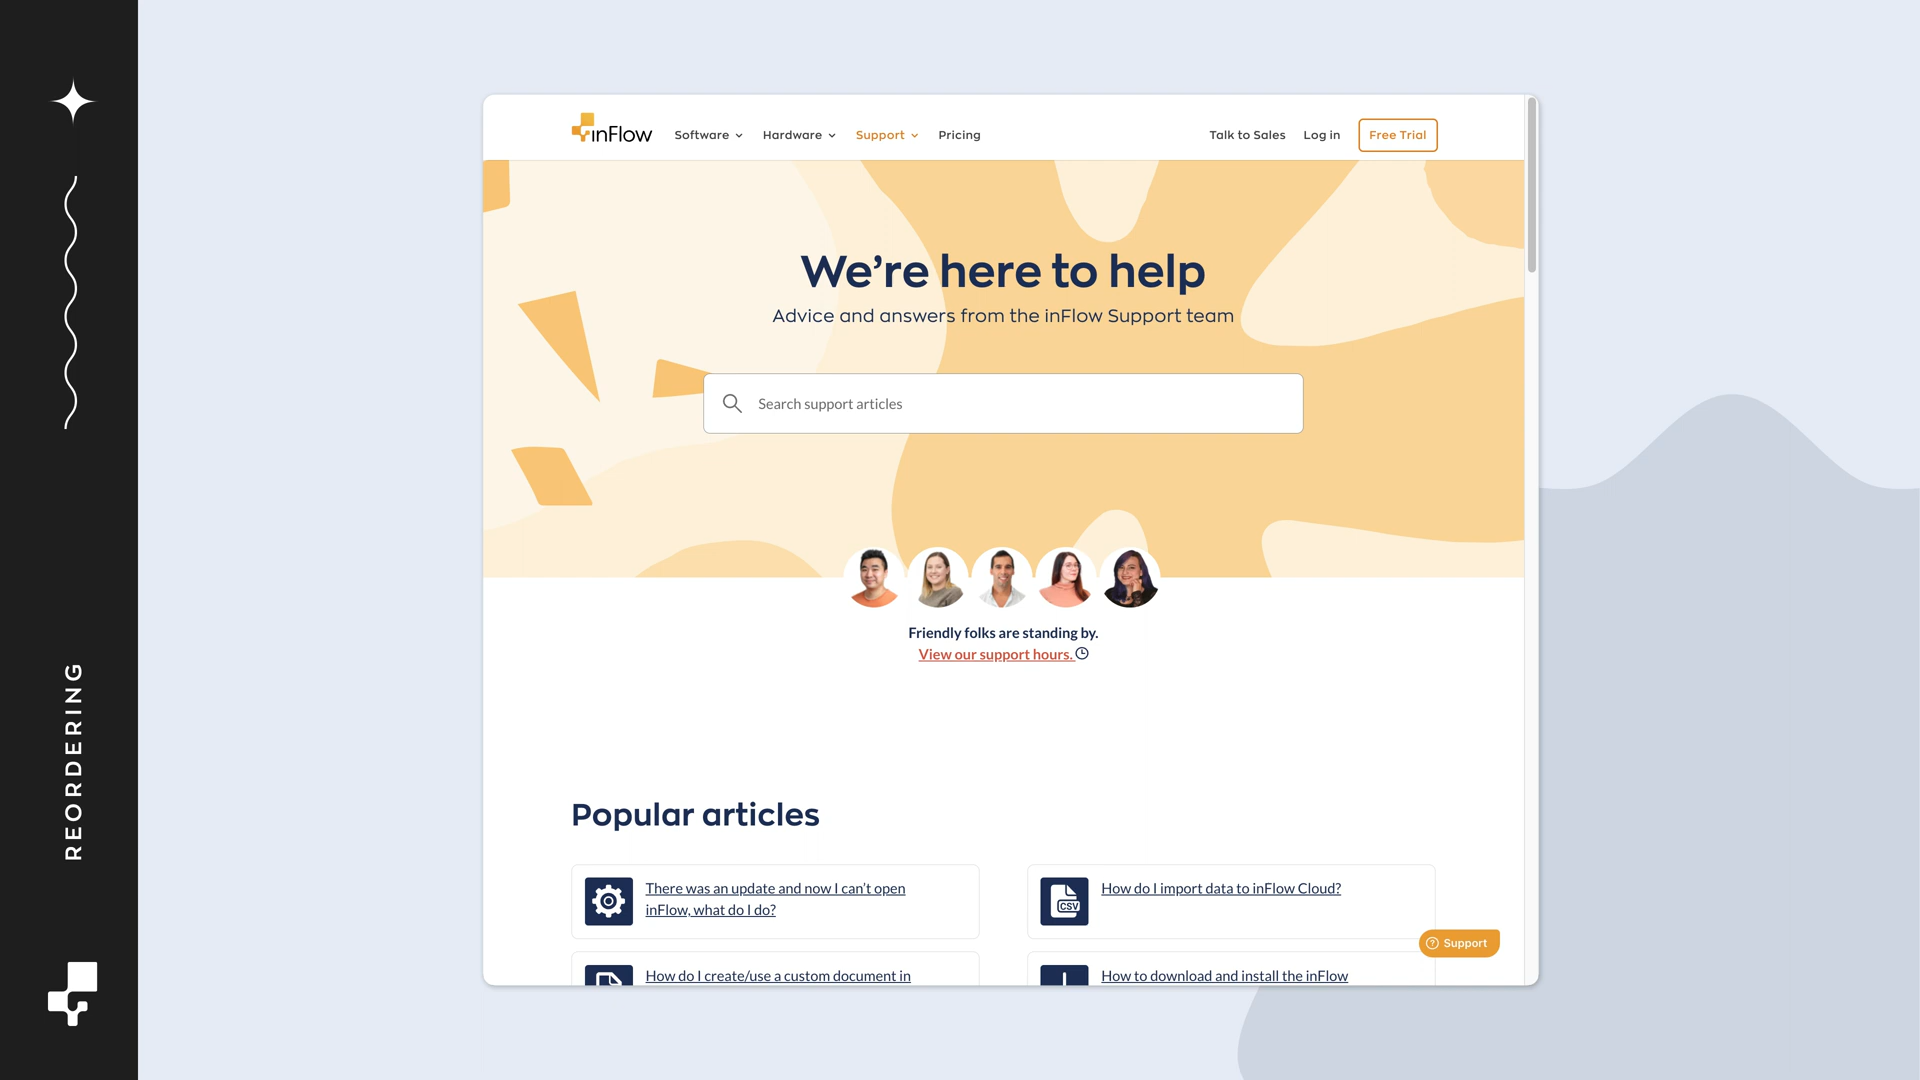 REORDERING
inFlow
Software
Hardware
Support
Pricing
Talk to Sales
Log in
Free Trial
We're here to help
Advice and answers from the inFlow Support team
Search support articles
Friendly folks are standing by.
View our support hours.
Popular articles
There was an update and now I can't open
inFlow, what do I do?
CSV
How do I import data to inFlow Cloud?
Support
How do I create/use a custom document in
How to download and install the inFlow